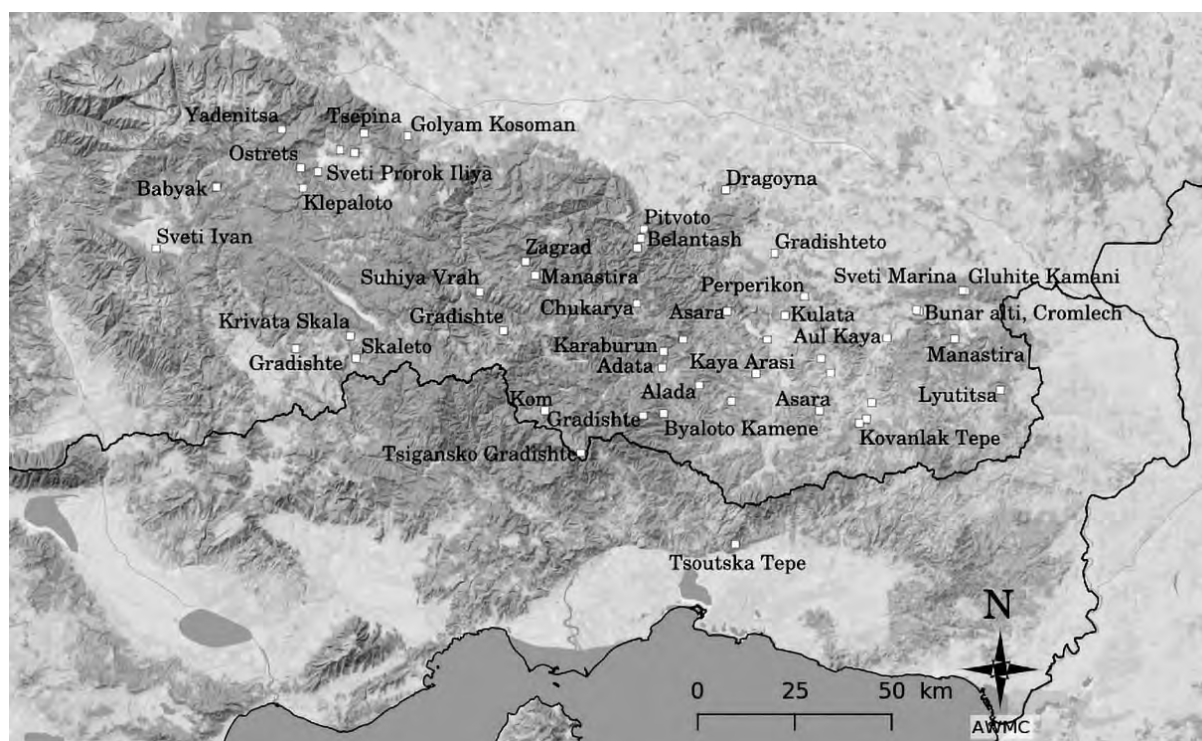 Yadenitsa
Tsepina
Golyam Kosoman
Ostrets
Sveti Prorok Iliya
Babyak
Klepaloto
Dragoyna
Sveti Ivan
Pitvoto
Belantash
Gradishteto
Zagrad
Suhiya Vrah
Manastira
Sveti Marina
Gluhite Kamani
Perperikon
Chukarya
Asara
Kulata
Bunar alti, Cromlech
Krivata Skala
Gradishte
Aul Kaya
Karaburun
Manastira
Gradishte
Skaleto
Adata
Kaya Arasi
Alada
Asara
Lyutitsa
Kom
Gradishte
Byaloto Kamene
Kovanlak Tepe
Tsigansko Gradishte
Tsoutska Tepe
N
0 25 50 km
AWMC